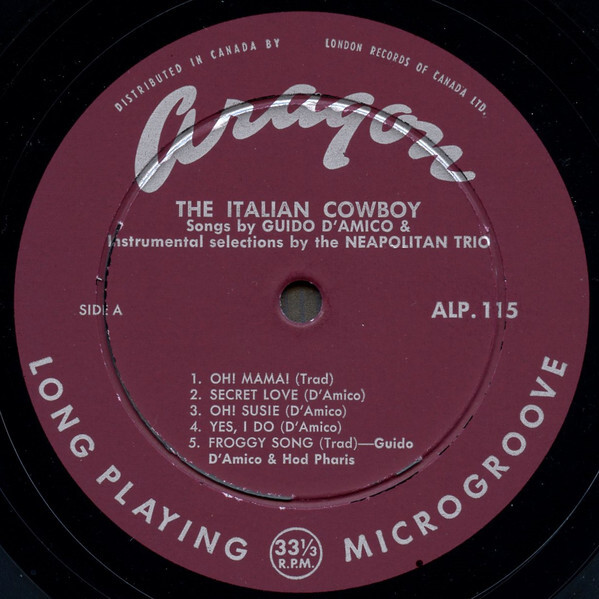 DISTRIBUTED IN CANADA BY LONDON RECORDS OF CANADA LTD.
Aragon
THE ITALIAN COWBOY
Songs by GUIDO D'AMICO &
Instrumental selections by the NEAPOLITAN TRIO
SIDE A
ALP. 115
1. OH! MAMA! (Trad)
2. SECRET LOVE (D'Amico)
3. OH! SUSIE (D'Amico)
4. YES, I DO (D'Amico)
5. FROGGY SONG (Trad)—Guido
D'Amico & Hod Pharis
LONG PLAYING MICROGROOVE
33⅓
R.P.M.